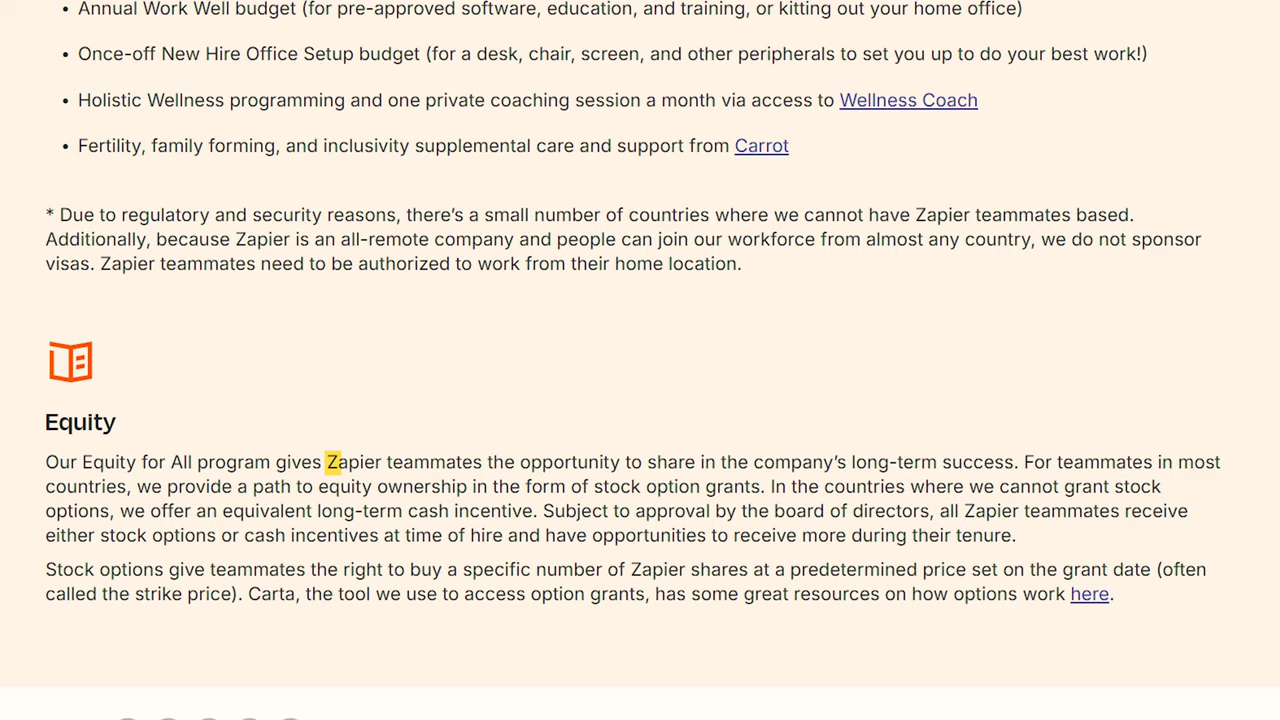 • Annual Work Well budget (for pre-approved software, education, and training, or kitting out your home office)
• Once-off New Hire Office Setup budget (for a desk, chair, screen, and other peripherals to set you up to do your best work!)
• Holistic Wellness programming and one private coaching session a month via access to Wellness Coach
• Fertility, family forming, and inclusivity supplemental care and support from Carrot
* Due to regulatory and security reasons, there’s a small number of countries where we cannot have Zapier teammates based.
Additionally, because Zapier is an all-remote company and people can join our workforce from almost any country, we do not sponsor
visas. Zapier teammates need to be authorized to work from their home location.
Equity
Our Equity for All program gives Zapier teammates the opportunity to share in the company’s long-term success. For teammates in most
countries, we provide a path to equity ownership in the form of stock option grants. In the countries where we cannot grant stock
options, we offer an equivalent long-term cash incentive. Subject to approval by the board of directors, all Zapier teammates receive
either stock options or cash incentives at time of hire and have opportunities to receive more during their tenure.
Stock options give teammates the right to buy a specific number of Zapier shares at a predetermined price set on the grant date (often
called the strike price). Carta, the tool we use to access option grants, has some great resources on how options work here.